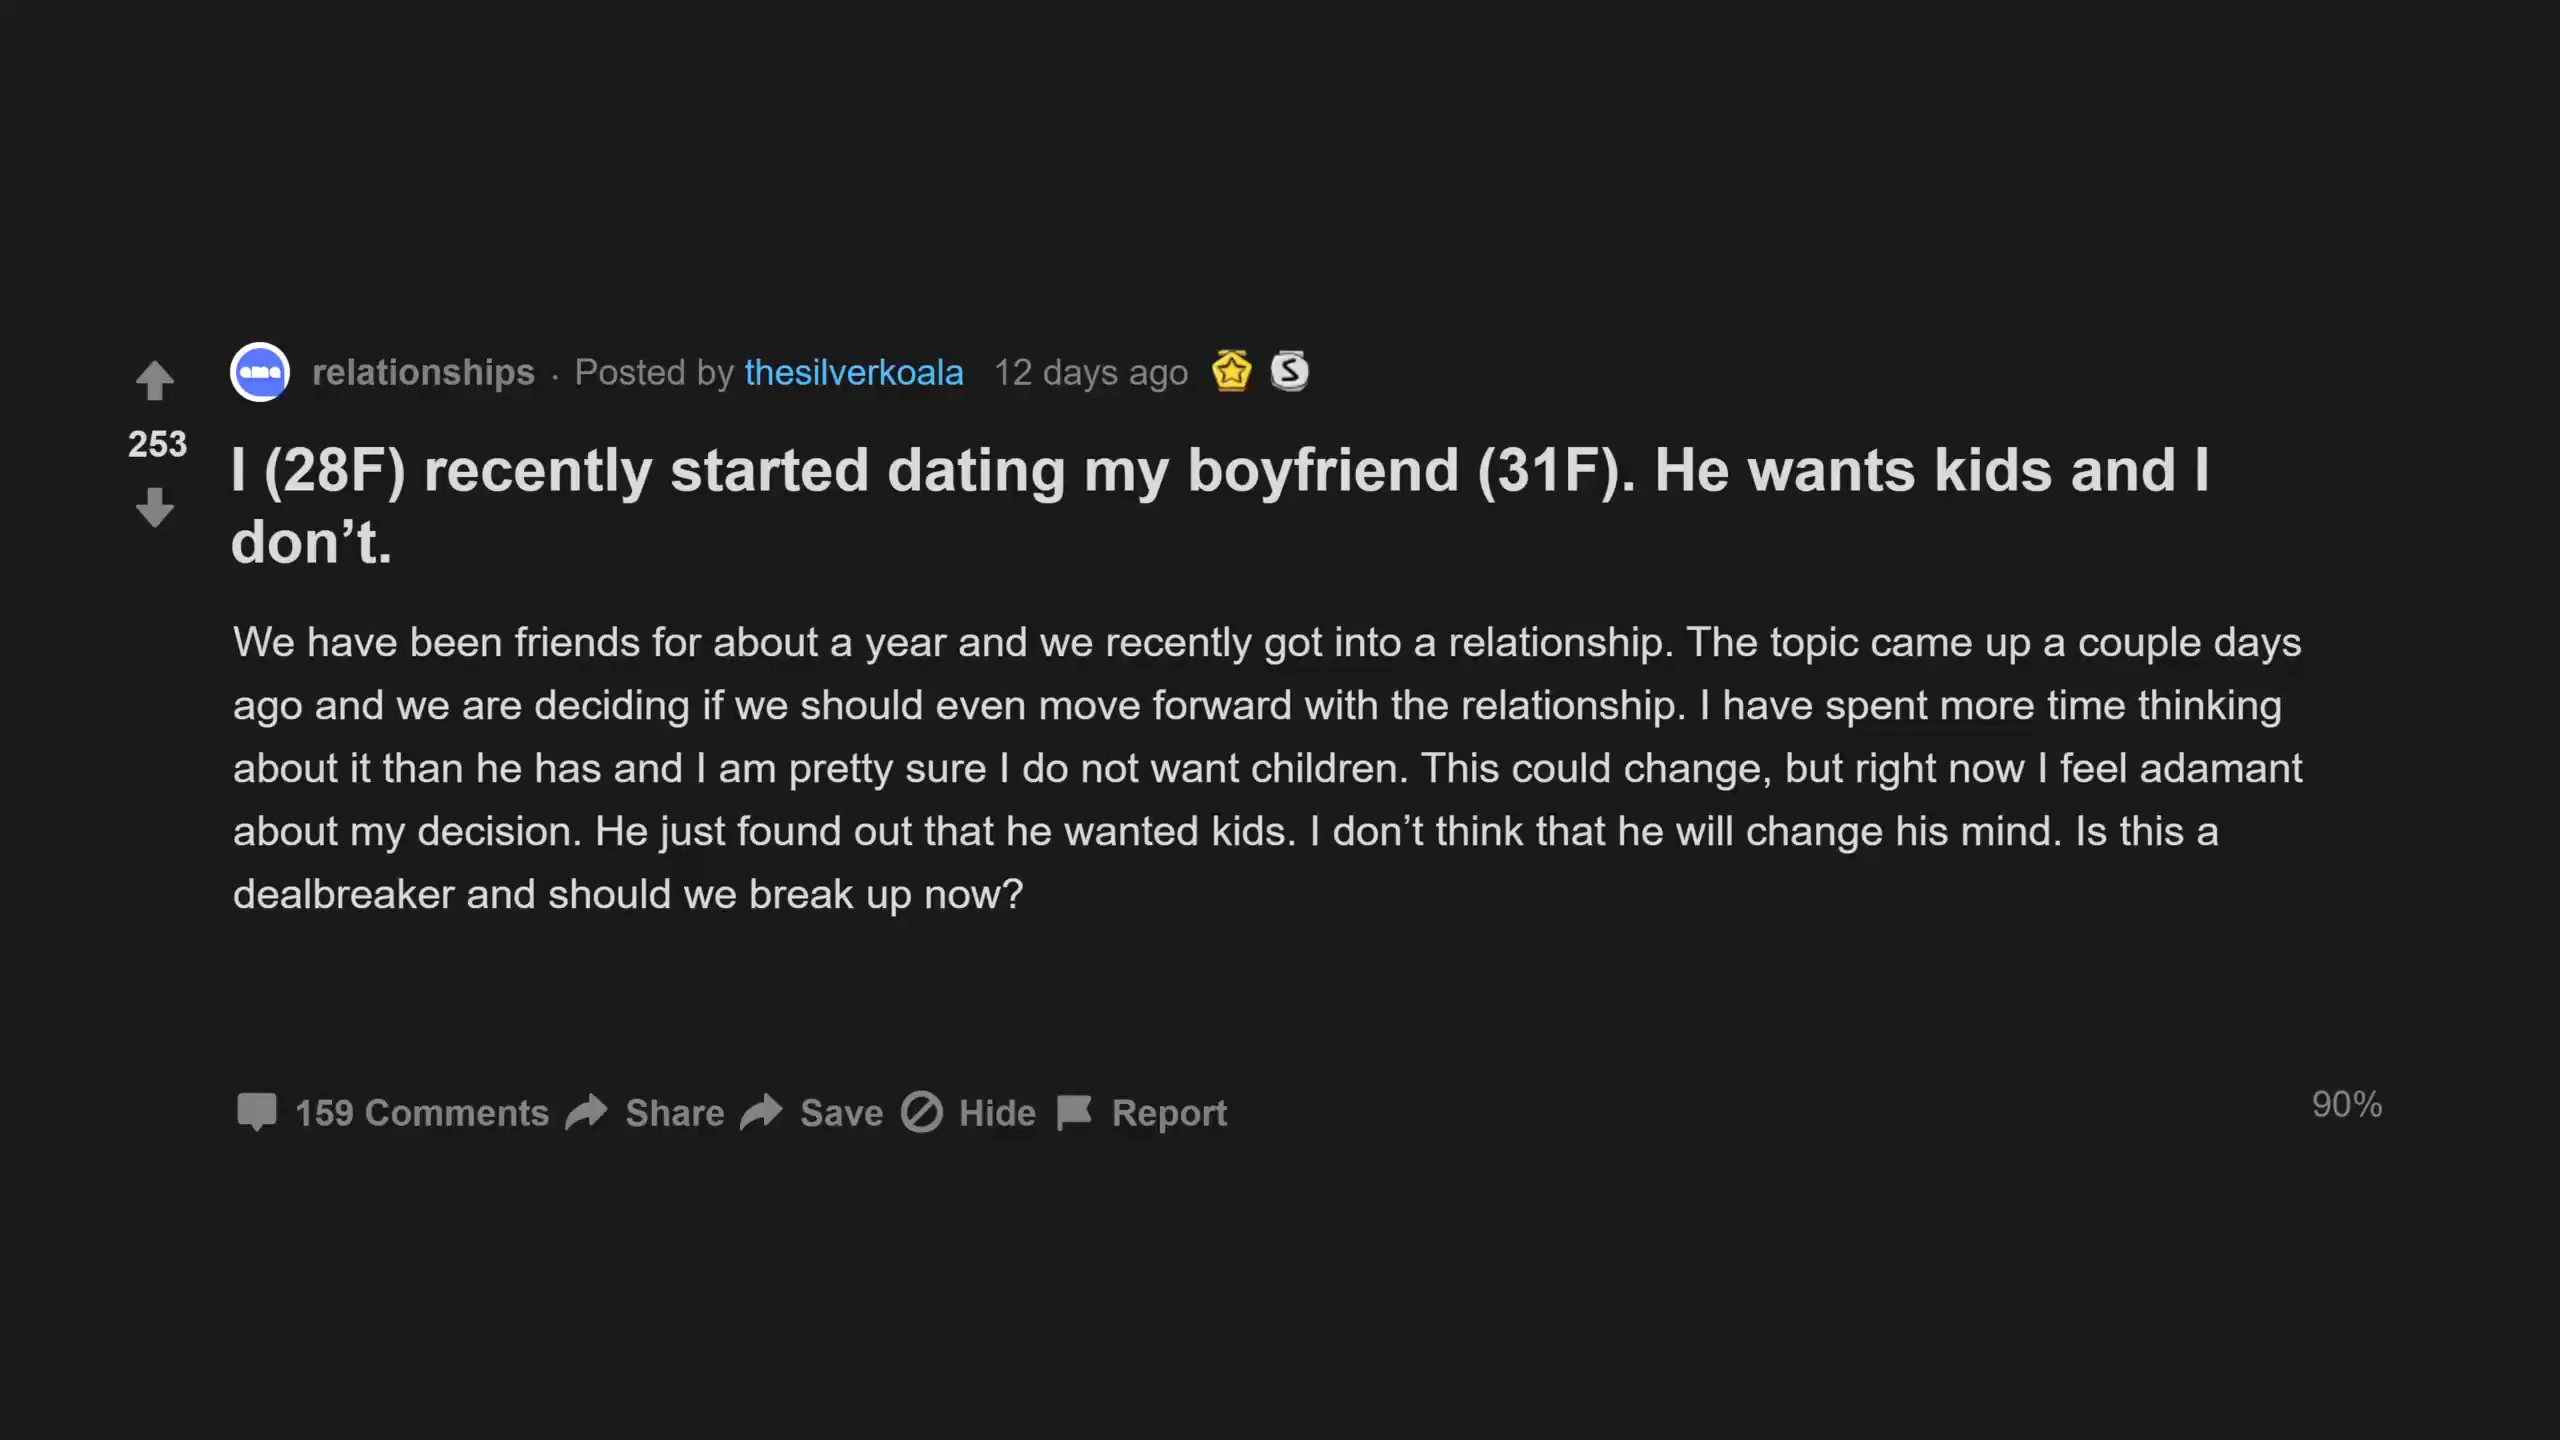 relationships · Posted by thesilverkoala 12 days ago
253
I (28F) recently started dating my boyfriend (31F). He wants kids and I
don’t.
We have been friends for about a year and we recently got into a relationship. The topic came up a couple days
ago and we are deciding if we should even move forward with the relationship. I have spent more time thinking
about it than he has and I am pretty sure I do not want children. This could change, but right now I feel adamant
about my decision. He just found out that he wanted kids. I don’t think that he will change his mind. Is this a
dealbreaker and should we break up now?
159 Comments Share Save Hide Report
90%